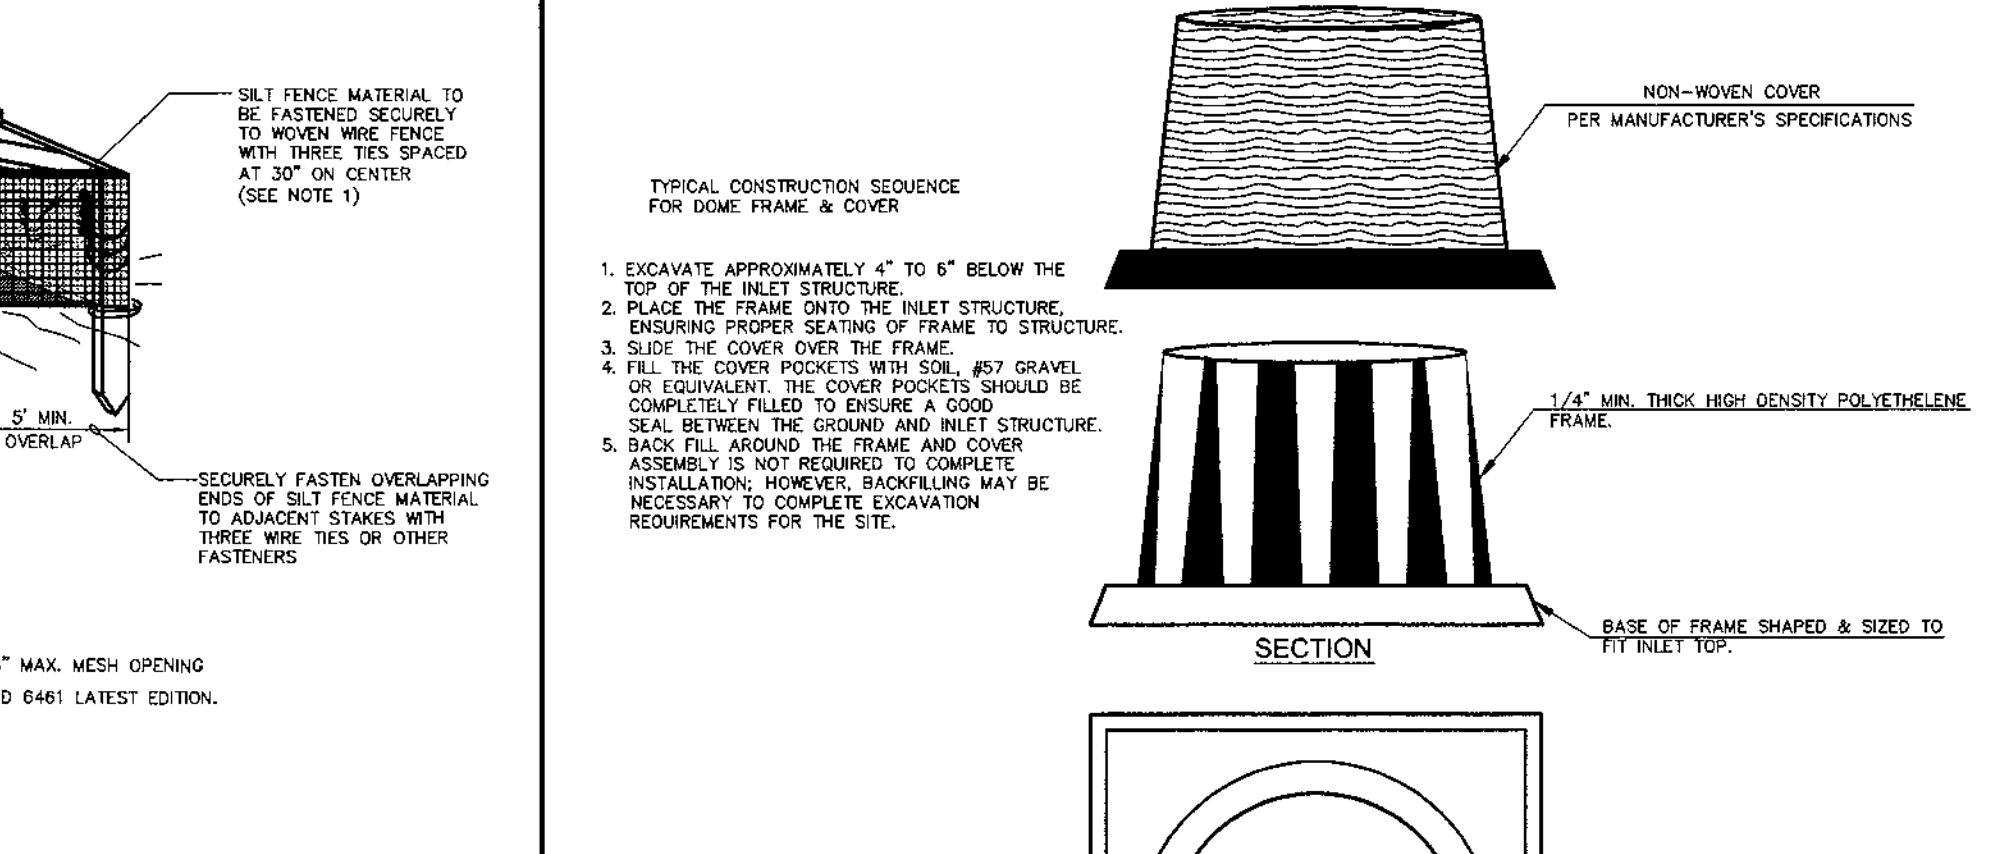 SILT FENCE MATERIAL TO
BE FASTENED SECURELY
TO WOVEN WIRE FENCE
WITH THREE TIES SPACED
AT 30" ON CENTER
(SEE NOTE 1)
5' MIN.
OVERLAP
SECURELY FASTEN OVERLAPPING
ENDS OF SILT FENCE MATERIAL
TO ADJACENT STAKES WITH
THREE WIRE TIES OR OTHER
FASTENERS
" MAX. MESH OPENING
D 6461 LATEST EDITION.
TYPICAL CONSTRUCTION SEQUENCE
FOR DOME FRAME & COVER
1. EXCAVATE APPROXIMATELY 4" TO 6" BELOW THE
TOP OF THE INLET STRUCTURE.
2. PLACE THE FRAME ONTO THE INLET STRUCTURE,
ENSURING PROPER SEATING OF FRAME TO STRUCTURE.
3. SLIDE THE COVER OVER THE FRAME.
4. FILL THE COVER POCKETS WITH SOIL, #57 GRAVEL
OR EQUIVALENT. THE COVER POCKETS SHOULD BE
COMPLETELY FILLED TO ENSURE A GOOD
SEAL BETWEEN THE GROUND AND INLET STRUCTURE.
5. BACK FILL AROUND THE FRAME AND COVER
ASSEMBLY IS NOT REQUIRED TO COMPLETE
INSTALLATION; HOWEVER, BACKFILLING MAY BE
NECESSARY TO COMPLETE EXCAVATION
REQUIREMENTS FOR THE SITE.
NON-WOVEN COVER
PER MANUFACTURER'S SPECIFICATIONS
1/4" MIN. THICK HIGH DENSITY POLYETHELENE
FRAME.
BASE OF FRAME SHAPED & SIZED TO
FIT INLET TOP.
SECTION